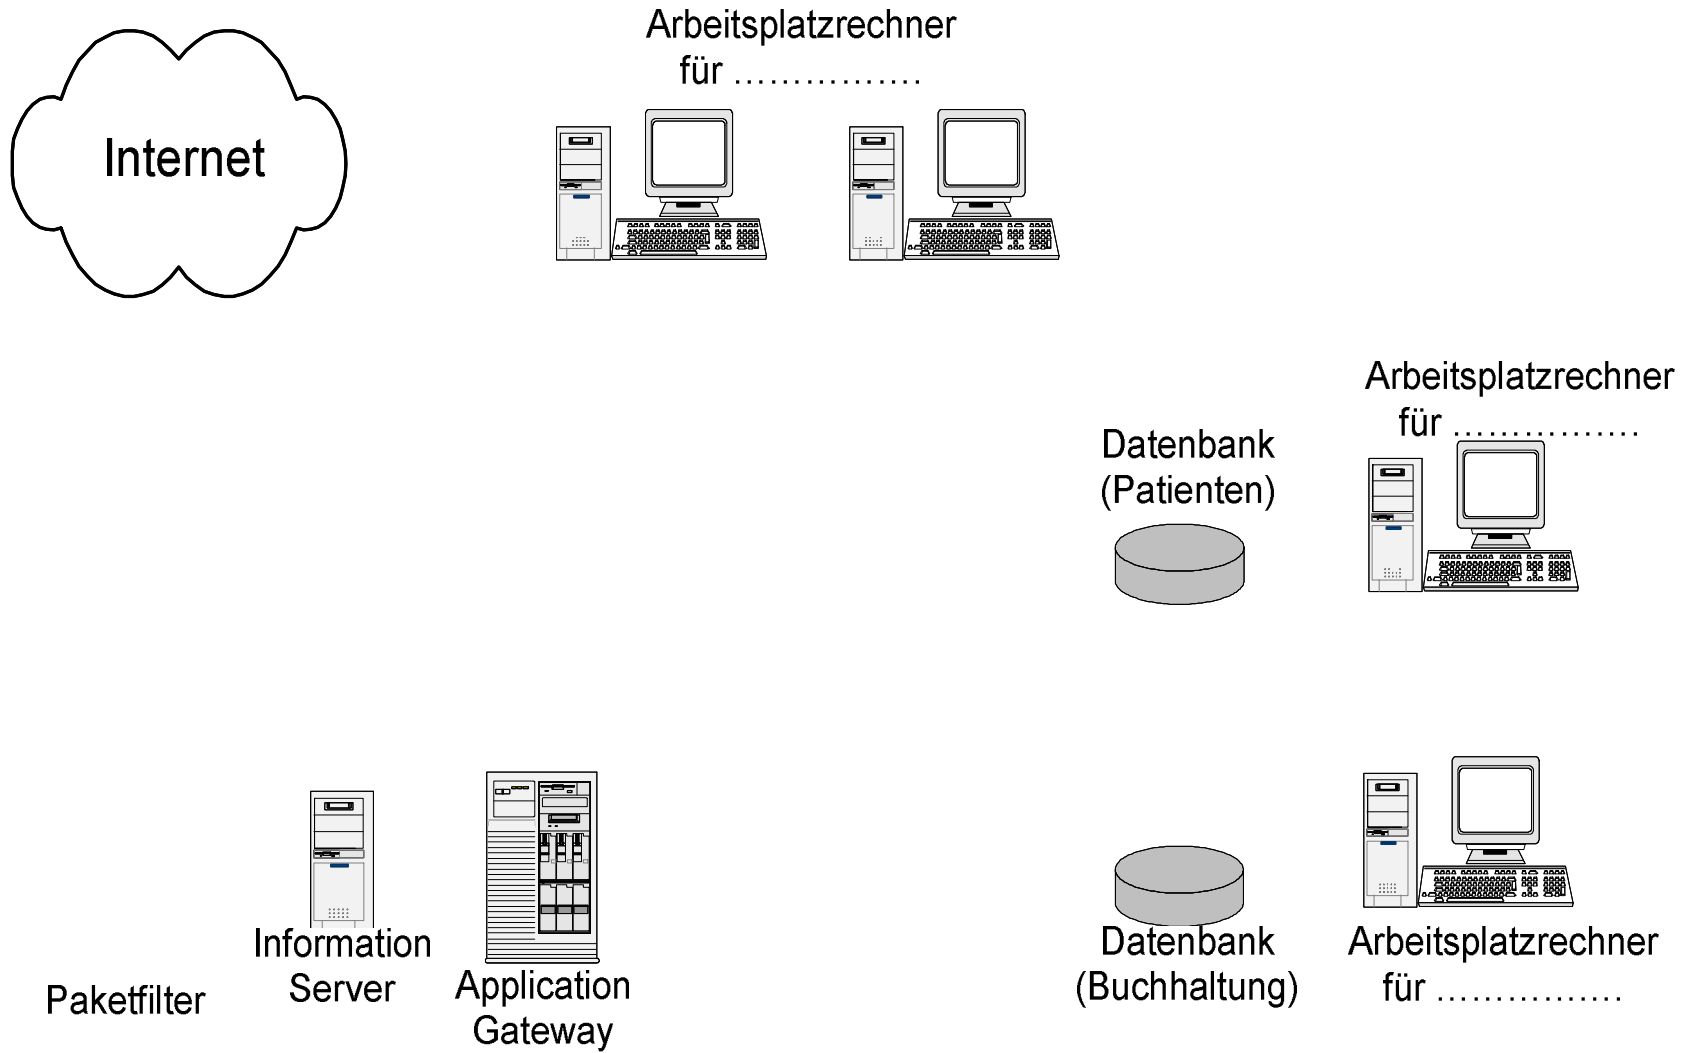 Arbeitsplatzrechner
für ................
Internet
Arbeitsplatzrechner
für ................
Datenbank
(Patienten)
Information
Server
Application
Gateway
Paketfilter
Datenbank
(Buchhaltung)
Arbeitsplatzrechner
für ................